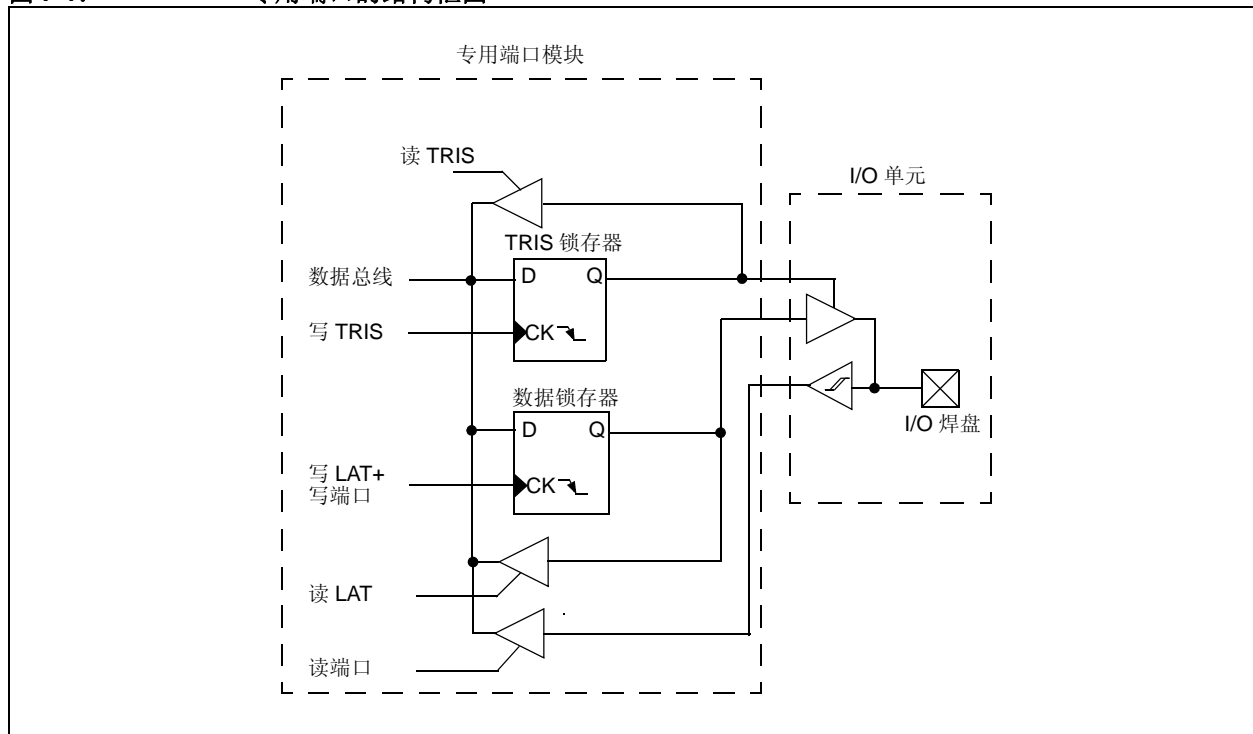 专用端口模块
读 TRIS
I/O 单元
TRIS 锁存器
数据总线
D
Q
写 TRIS
CK
数据锁存器
D
Q
I/O 焊盘
写 LAT+
写端口
CK
读 LAT
读端口